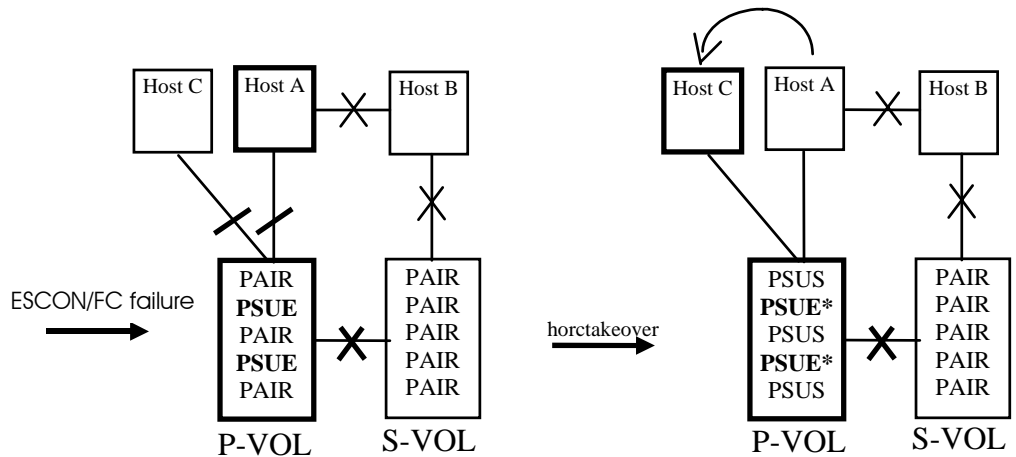 Host C
Host A
Host B
ESCON/FC failure
PAIR
PSUE
PAIR
PSUE
PAIR
P-VOL
PAIR
PAIR
PAIR
PAIR
PAIR
S-VOL
horctakeover
Host C
Host A
Host B
PSUS
PSUE*
PSUS
PSUE*
PSUS
P-VOL
PAIR
PAIR
PAIR
PAIR
PAIR
S-VOL